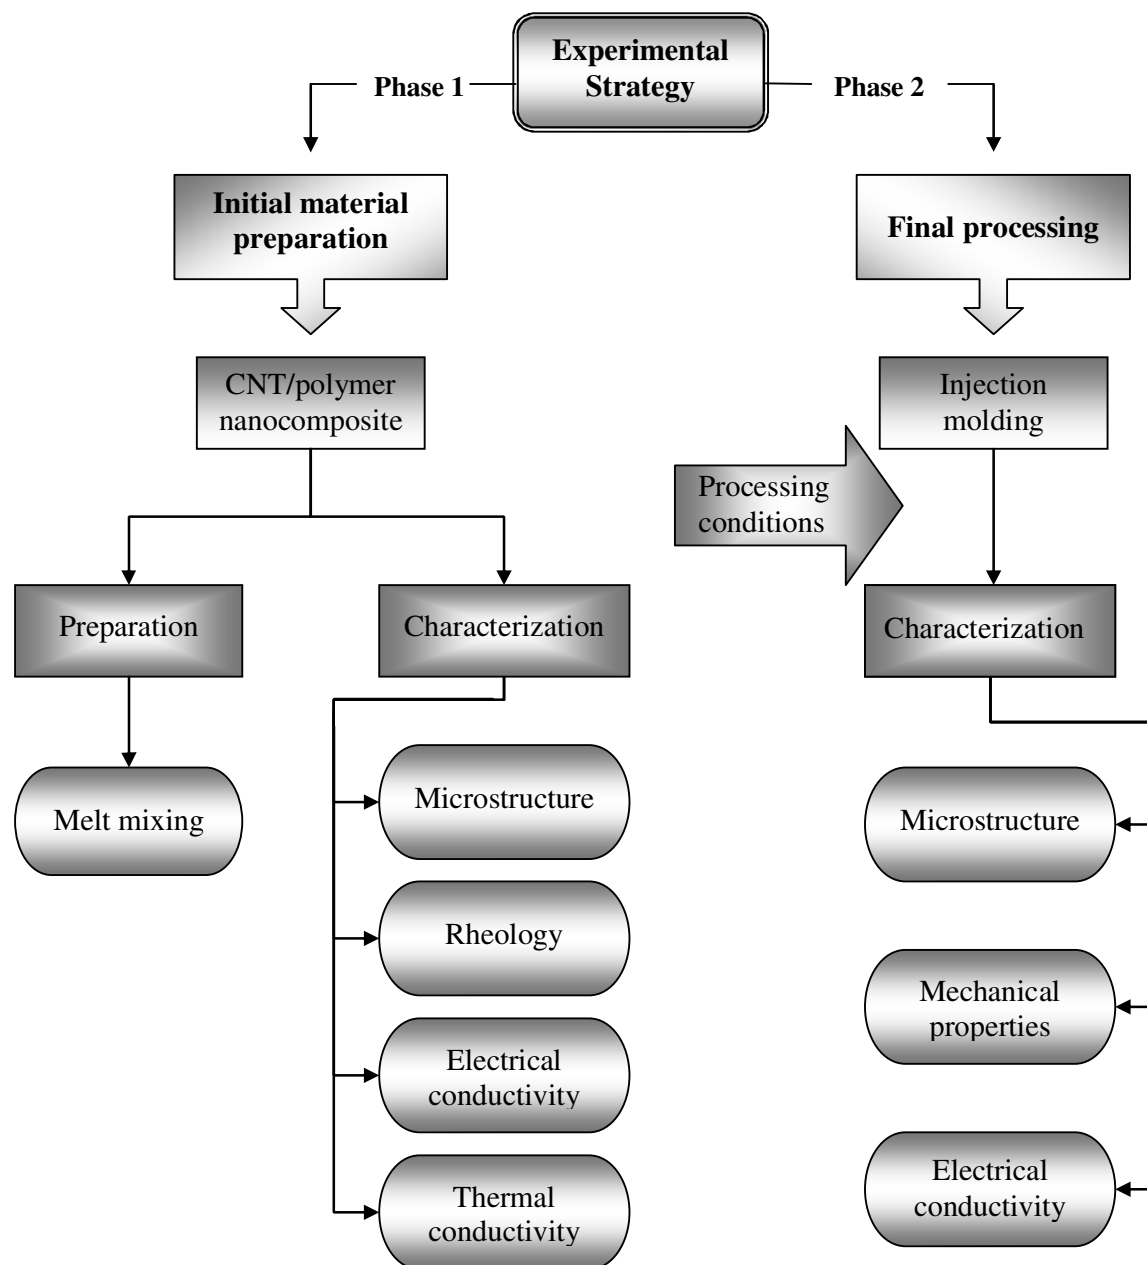 Experimental
Strategy
Phase 1
Phase 2
Initial material
preparation
Final processing
CNT/polymer
nanocomposite
Injection
molding
Processing
conditions
Preparation
Characterization
Characterization
Melt mixing
Microstructure
Rheology
Electrical
conductivity
Thermal
conductivity
Microstructure
Mechanical
properties
Electrical
conductivity